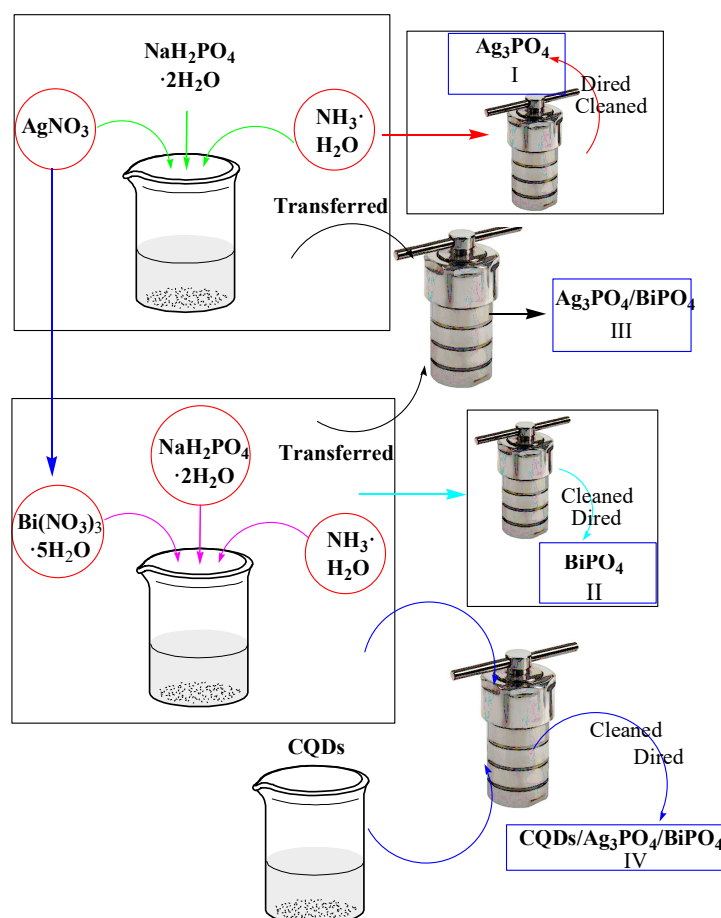 NaH₂PO₄
·2H₂O
AgNO₃
NH₃·
H₂O
Ag₃PO₄
I
Dired
Cleaned
Transferred
Ag₃PO₄/BiPO₄
III
NaH₂PO₄
·2H₂O
Transferred
Bi(NO₃)₃
·5H₂O
NH₃·
H₂O
Cleaned
Dired
BiPO₄
II
CQDs
Cleaned
Dired
CQDs/Ag₃PO₄/BiPO₄
IV